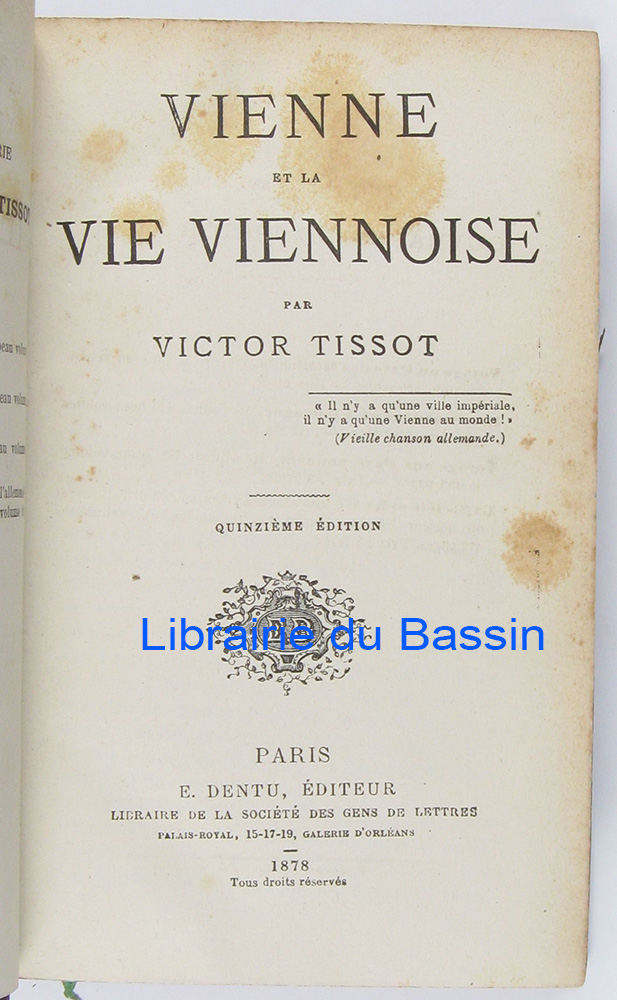 VIENNE
ET LA
VIE VIENNOISE
PAR
VICTOR TISSOT
« Il n'y a qu'une ville impériale,
il n'y a qu'une Vienne au monde ! »
(Vieille chanson allemande.)
QUINZIÈME ÉDITION
Librairie du Bassin
PARIS
E. DENTU, ÉDITEUR
LIBRAIRE DE LA SOCIÉTÉ DES GENS DE LETTRES
PALAIS-ROYAL, 15-17-19, GALERIE D'ORLÉANS
1878
Tous droits réservés
TISSOT
volume